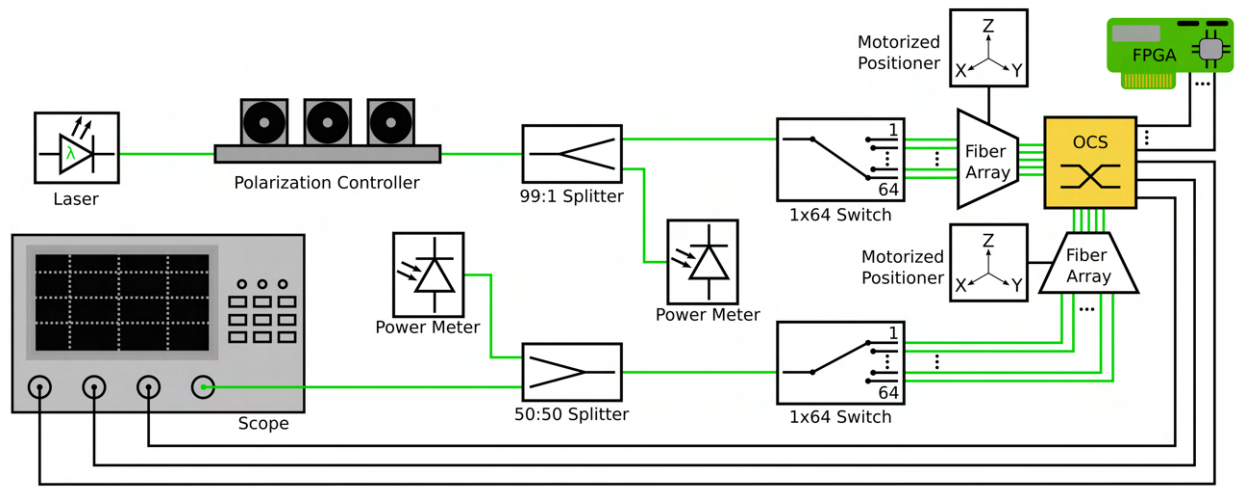 Motorized
Positioner
Z
X
Y
FPGA
...
λ
Laser
Polarization Controller
99:1 Splitter
1
64
1x64 Switch
Fiber
Array
OCS
Power Meter
Power Meter
Motorized
Positioner
Z
X
Y
Fiber
Array
...
1
64
1x64 Switch
50:50 Splitter
Scope